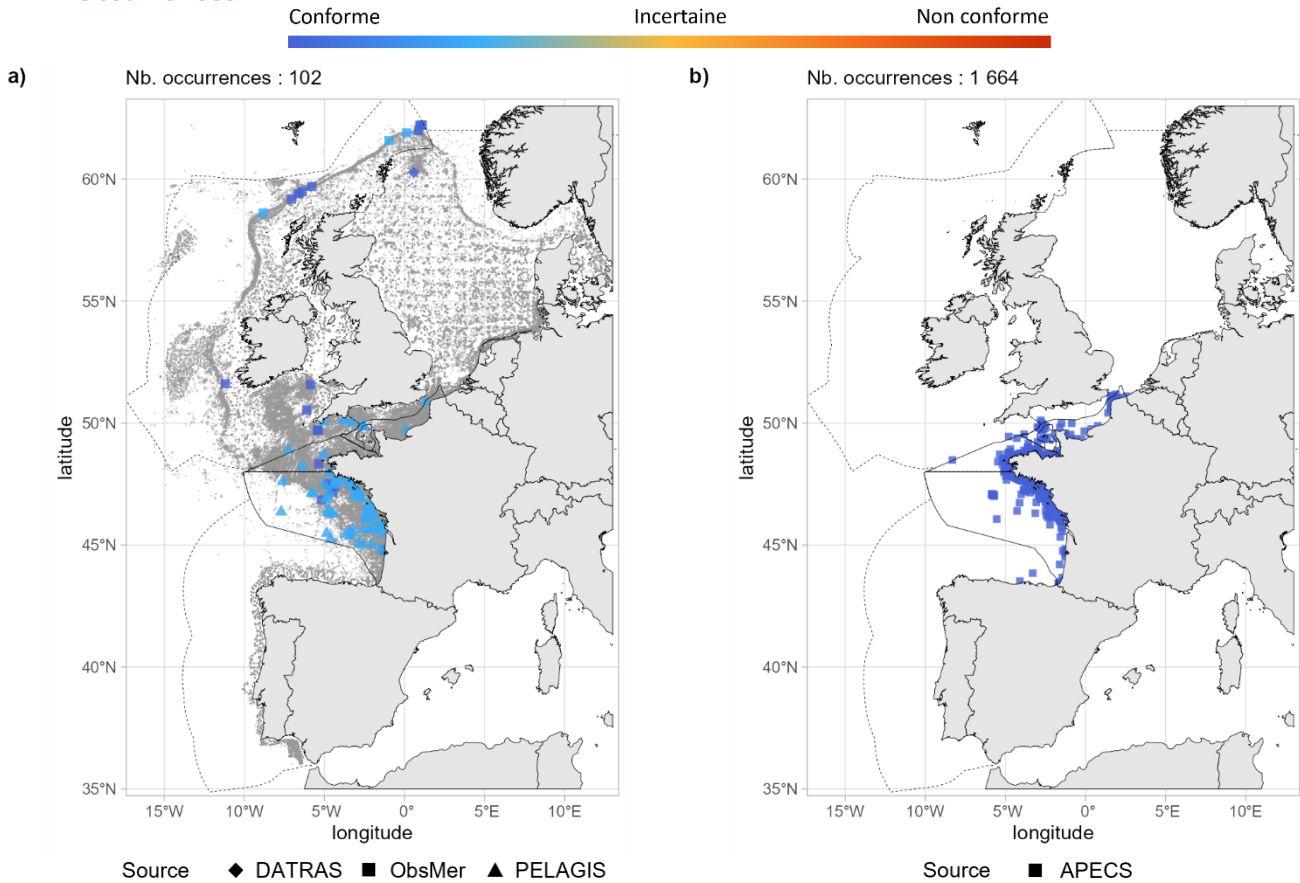 Conforme Incertaine Non conforme
a) Nb. occurrences : 102
b) Nb. occurrences : 1 664
60°N
55°N
50°N
45°N
40°N
35°N
latitude
15°W 10°W 5°W 0° 5°E 10°E
longitude
Source DATRAS ObsMer PELAGIS
60°N
55°N
50°N
45°N
40°N
35°N
latitude
15°W 10°W 5°W 0° 5°E 10°E
longitude
Source APECS